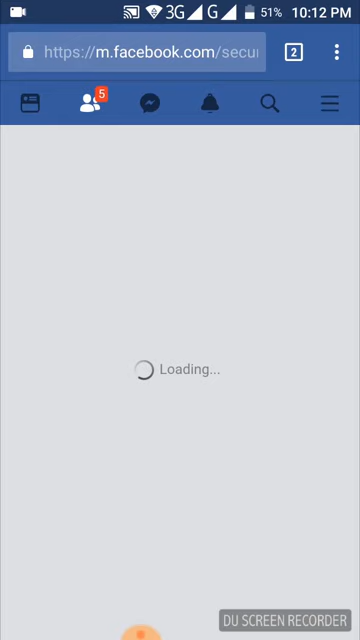 3G G 51% 10:12 PM
https://m.facebook.com/secu 2
5
Loading...
DU SCREEN RECORDER